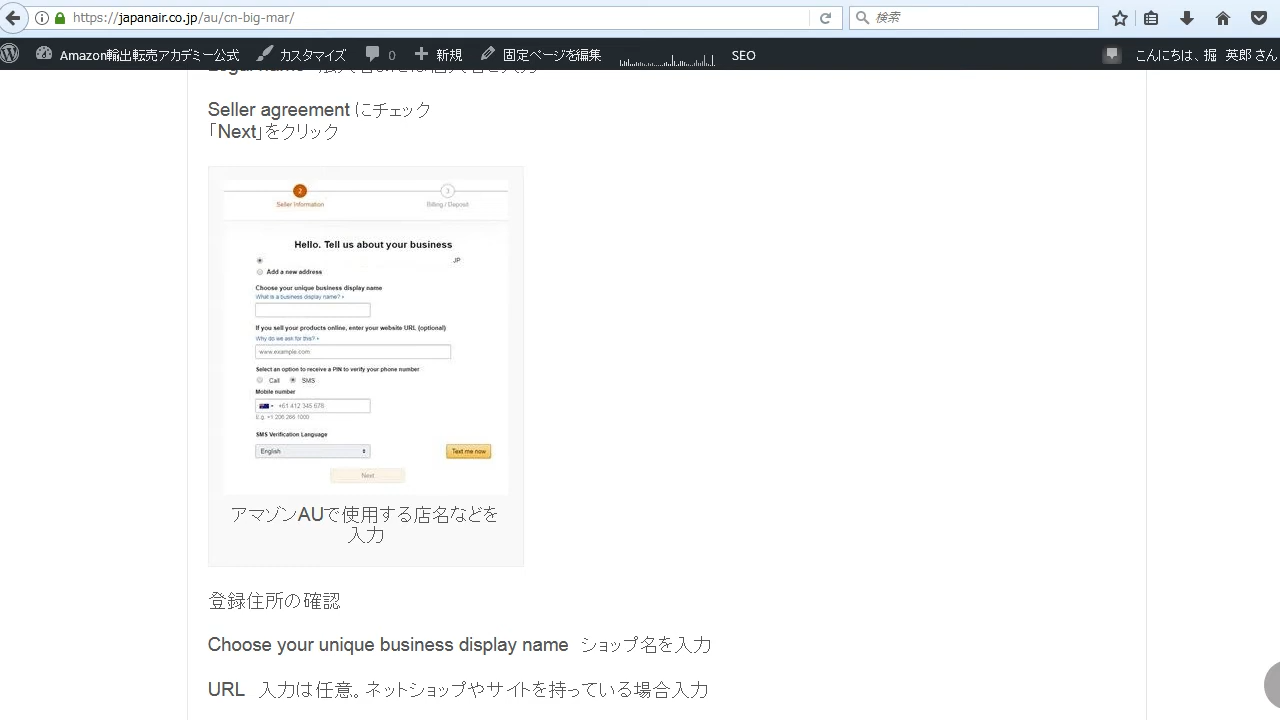 https://japanair.co.jp/au/cn-big-mar/
検索
Amazon輸出転売アカデミー公式 カスタマイズ 0 新規 固定ページを編集 SEO こんにちは、掘 英郎 さん
Seller agreement にチェック
「Next」をクリック
2 3
Seller Information Billing / Deposit
Hello. Tell us about your business
JP
Add a new address
Choose your unique business display name
What is a business display name?
If you sell your products online, enter your website URL (optional)
Why do we ask for this?
www.example.com
Select an option to receive a PIN to verify your phone number
Call SMS
Mobile number
+61 412 345 678
E.g. +1 206 266 1000
SMS Verification Language
English Text me now
Next
アマゾンAUで使用する店名などを
入力
登録住所の確認
Choose your unique business display name ショップ名を入力
URL 入力は任意。ネットショップやサイトを持っている場合入力